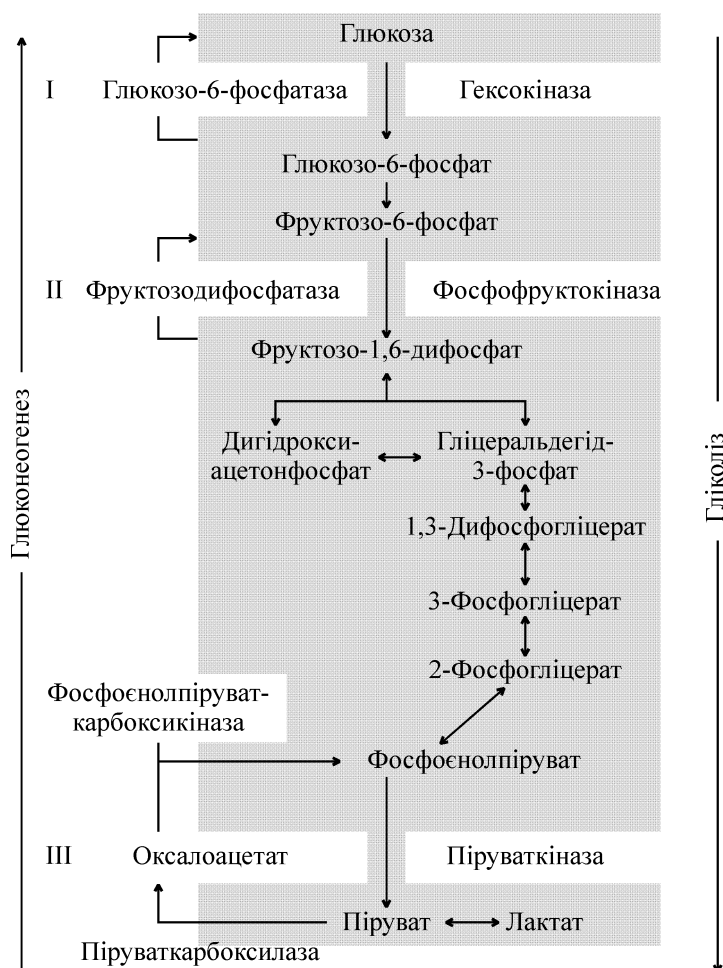 Глюкоза
I Глюкозо-6-фосфатаза Гексокіназа
Глюкозо-6-фосфат
Фруктозо-6-фосфат
II Фруктозодифосфатаза Фосфофруктокіназа
Фруктозо-1,6-дифосфат
Дигідрокси-
ацетонфосфат
Гліцеральдегід-
3-фосфат
1,3-Дифосфогліцерат
3-Фосфогліцерат
2-Фосфогліцерат
Фосфоєнолпіруват-
карбоксикіназа
Фосфоєнолпіруват
III Оксалоацетат Піруваткіназа
Піруват Лактат
Піруваткарбоксилаза
Глюконеогенез
Гліколіз